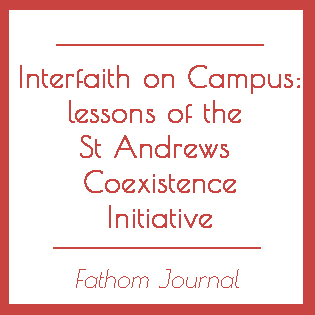 Interfaith on Campus:
lessons of the
St Andrews
Coexistence
Initiative
Fathom Journal